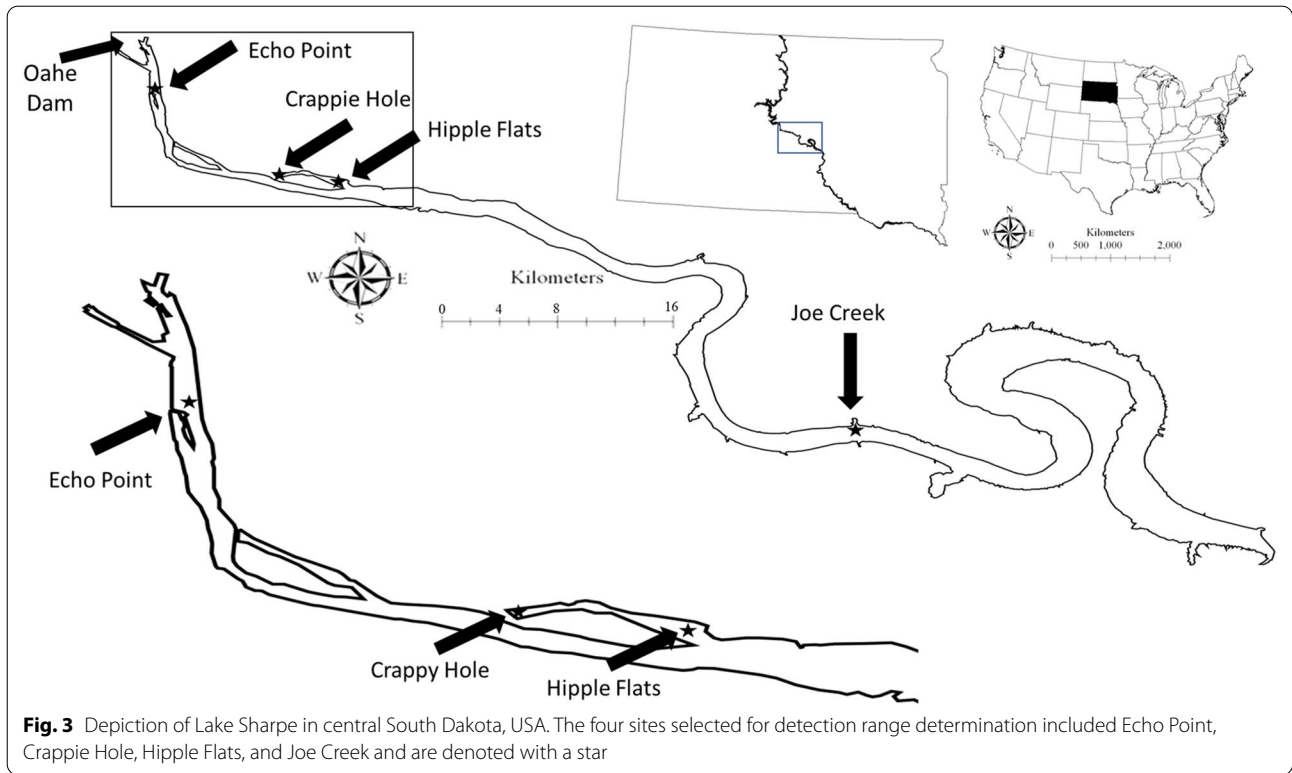 Oahe
Dam
Echo Point
Crappie Hole
Hipple Flats
N
W E
S
Kilometers
0 4 8 16
N
W E
S
Kilometers
0 500 1,000 2,000
Joe Creek
Echo Point
Crappy Hole
Hipple Flats
Fig. 3 Depiction of Lake Sharpe in central South Dakota, USA. The four sites selected for detection range determination included Echo Point,
Crappie Hole, Hipple Flats, and Joe Creek and are denoted with a star